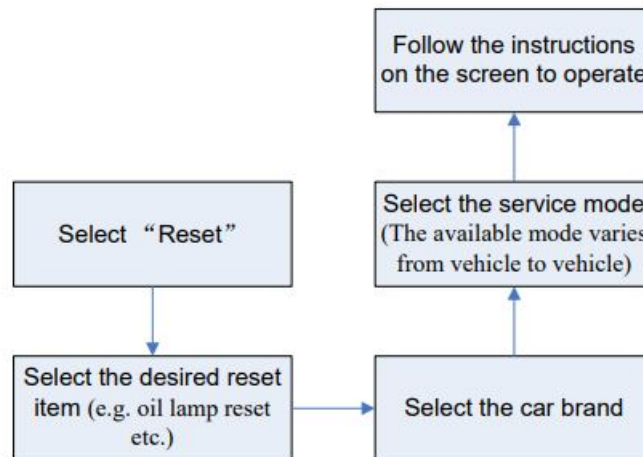 Follow the instructions
on the screen to operate
Select the service mode
(The available mode varies
from vehicle to vehicle)
Select “Reset”
Select the desired reset
item (e.g. oil lamp reset
etc.)
Select the car brand